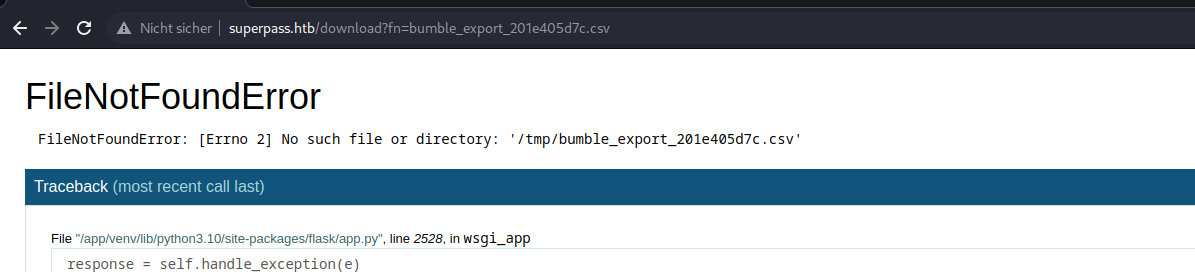 Nicht sicher | superpass.htb/download?fn=bumble_export_201e405d7c.csv
FileNotFoundError
FileNotFoundError: [Errno 2] No such file or directory: '/tmp/bumble_export_201e405d7c.csv'
Traceback (most recent call last)
File "/app/venv/lib/python3.10/site-packages/flask/app.py", line 2528, in wsgi_app
response = self.handle_exception(e)